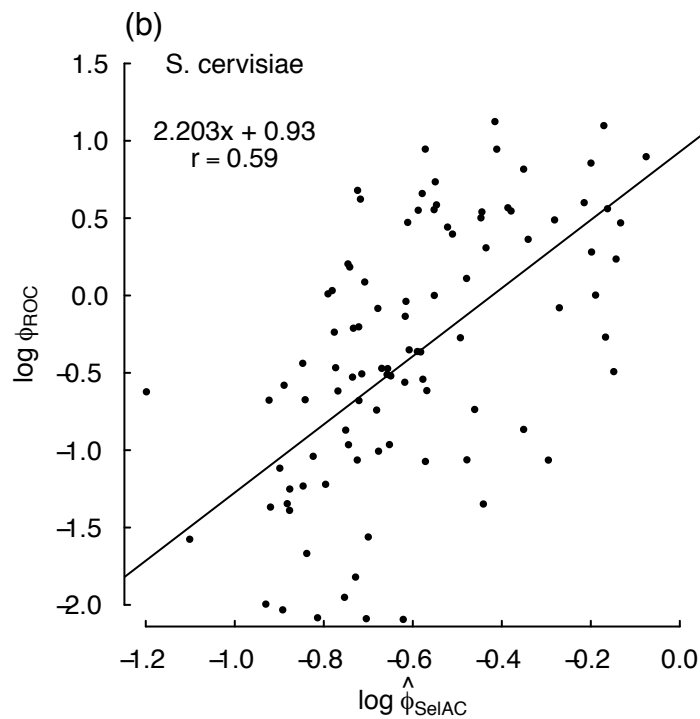 (b)
S. cervisiae
2.203x + 0.93
r = 0.59
1.5
1.0
0.5
0.0
−0.5
−1.0
−1.5
−2.0
log ϕROC
−1.2 −1.0 −0.8 −0.6 −0.4 −0.2 0.0
log ϕ̂SelAC